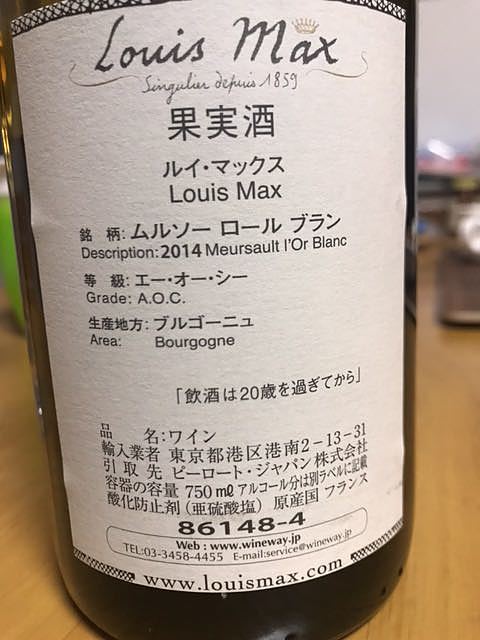 Louis Max
Singulier depuis 1859
果実酒
ルイ・マックス
Louis Max
銘 柄: ムルソー ロール ブラン
Description: 2014 Meursault l'Or Blanc
等 級: エー・オー・シー
Grade: A.O.C.
生産地方: ブルゴーニュ
Area: Bourgogne
「飲酒は20歳を過ぎてから」
品 名:ワイン
輸入業者 東京都港区港南2-13-31
引 取 先 ピーロート・ジャパン株式会社
容器の容量 750㎖ アルコール分は別ラベルに記載
酸化防止剤(亜硫酸塩) 原産国 フランス
86148-4
Web : www.wineway.jp
TEL:03-3458-4455 E-mail:service@wineway.jp
www.louismax.com